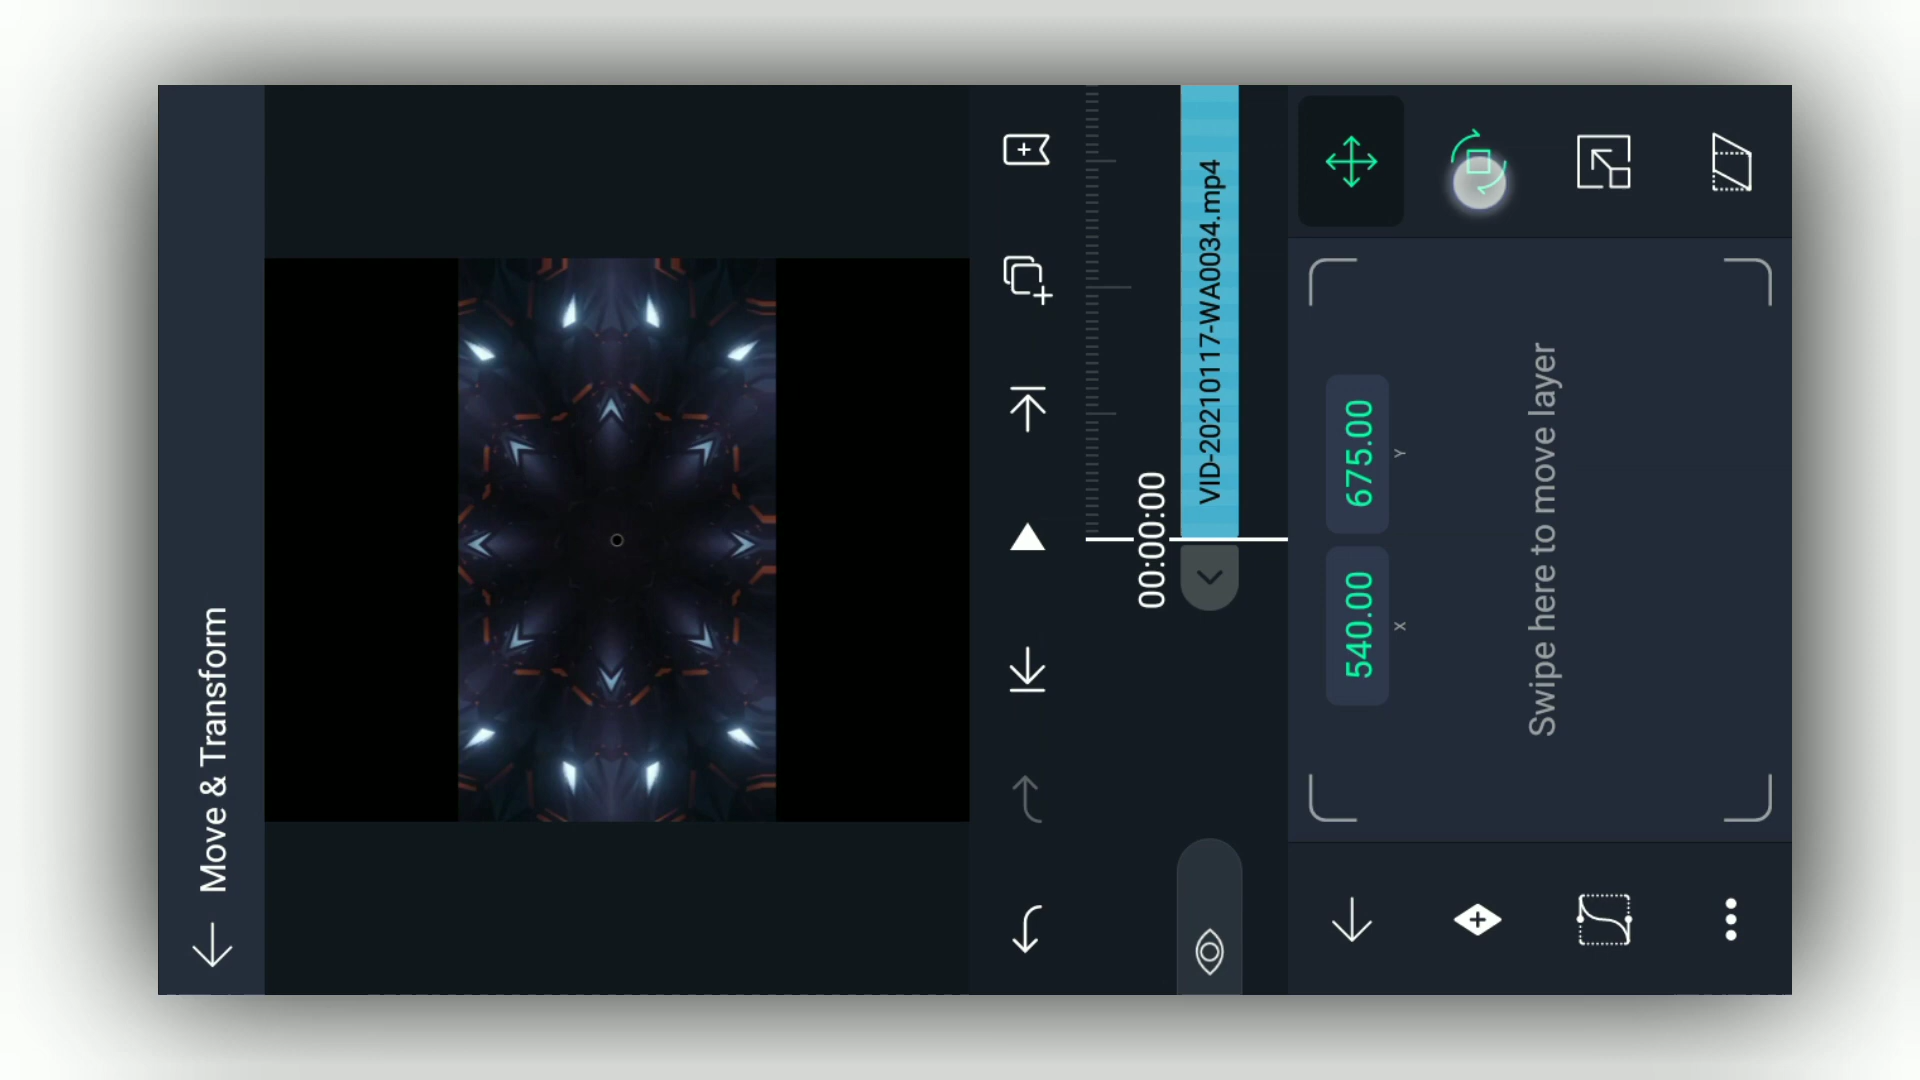 Move & Transform
00:00:00
VID-20210117-WA0034.mp4
540.00 675.00
X Y
Swipe here to move layer